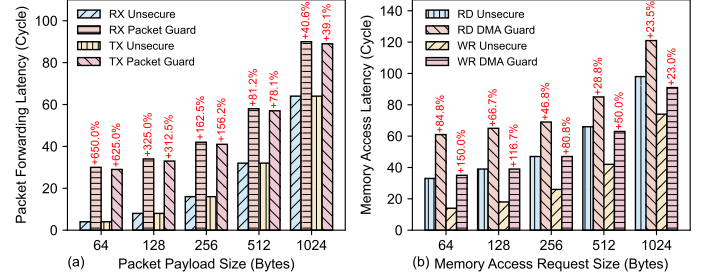 RX Unsecure
RX Packet Guard
TX Unsecure
TX Packet Guard
Packet Forwarding Latency (Cycle)
100
80
60
40
20
0
+650.0%
+625.0%
+325.0%
+312.5%
+162.5%
+156.2%
+81.2%
+78.1%
+40.6%
+39.1%
64 128 256 512 1024
(a) Packet Payload Size (Bytes)
RD Unsecure
RD DMA Guard
WR Unsecure
WR DMA Guard
Memory Access Latency (Cycle)
140
120
100
80
60
40
20
0
+84.8%
+150.0%
+66.7%
+116.7%
+46.8%
+80.8%
+28.8%
+50.0%
+23.5%
+23.0%
64 128 256 512 1024
(b) Memory Access Request Size (Bytes)